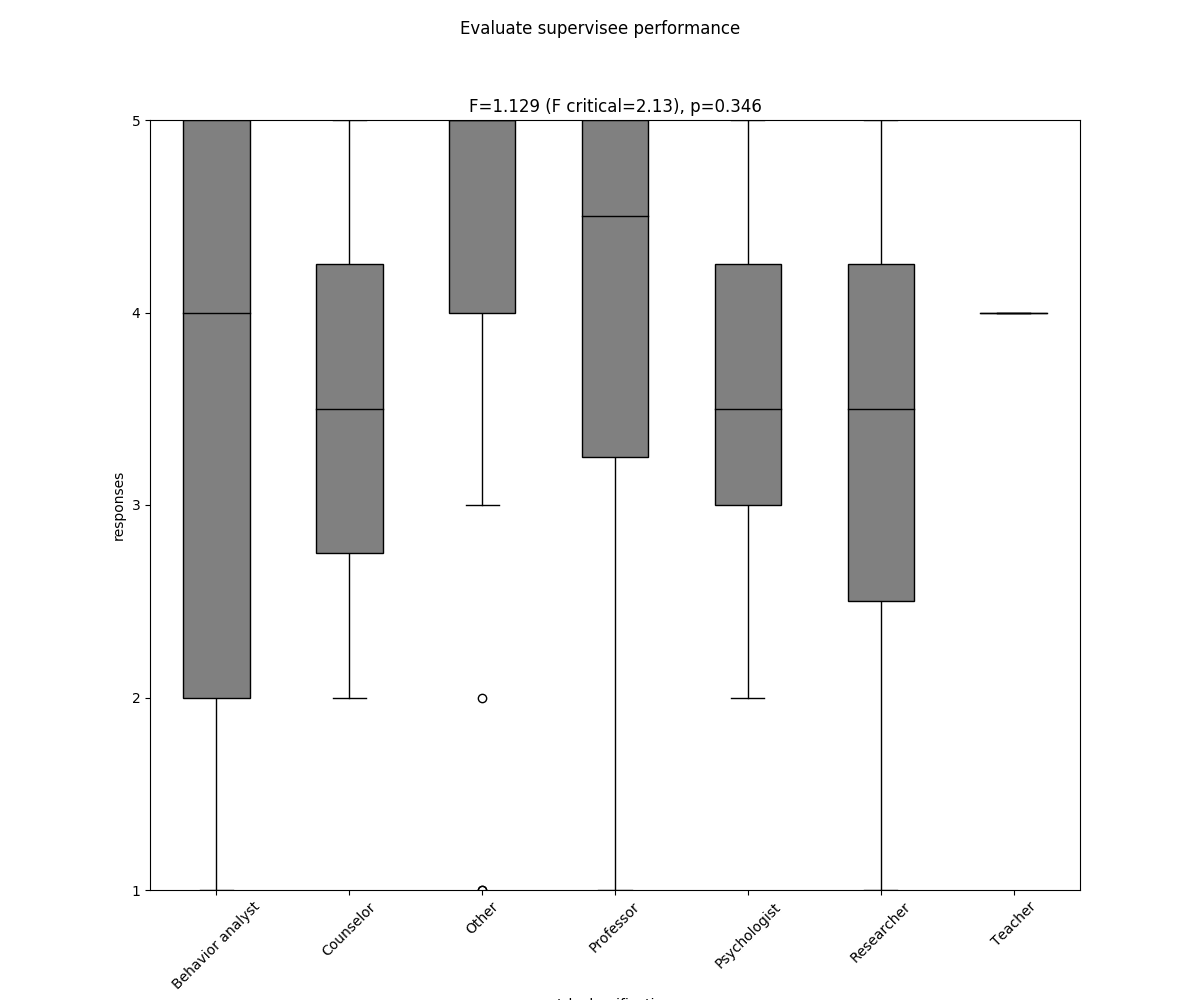 Evaluate supervisee performance
F=1.129 (F critical=2.13), p=0.346
responses
5
4
3
2
1
Behavior analyst
Counselor
Other
Professor
Psychologist
Researcher
Teacher